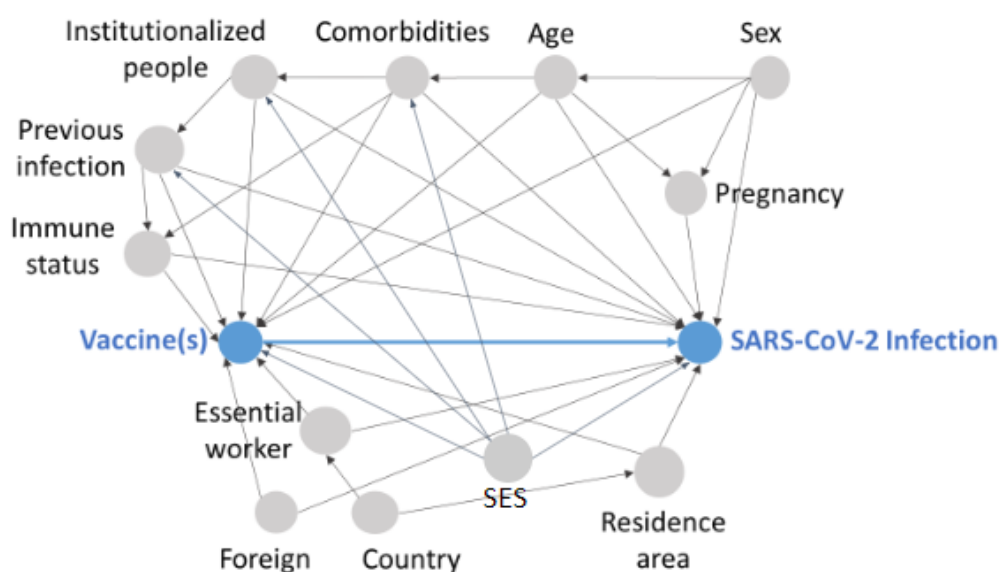 Institutionalized
people
Comorbidities
Age
Sex
Previous
infection
Pregnancy
Immune
status
Vaccine(s)
SARS-CoV-2 Infection
Essential
worker
SES
Residence
area
Foreign
Country